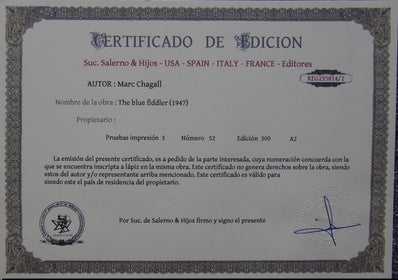 CERTIFICADO DE EDICION
Suc. Salerno & Hijos - USA - SPAIN - ITALY - FRANCE - Editores
REG255814/2
AUTOR : Marc Chagall
Nombre de la obra : The blue fiddler (1947)
Propietario :
Pruebas impresión 3 Número 52 Edición 300 A2
La emisión del presente certificado, es a pedido de la parte interesada, cuya numeración concuerda con la
que se encuentra inscripta a lápiz en la misma obra. Este certificado no genera derechos sobre la obra, siendo
estos del autor y/o representante arriba mencionado. Este certificado es válido para
siendo este el país de residencia del propietario.
Por Suc. de Salerno & Hijos firmo y signo el presente